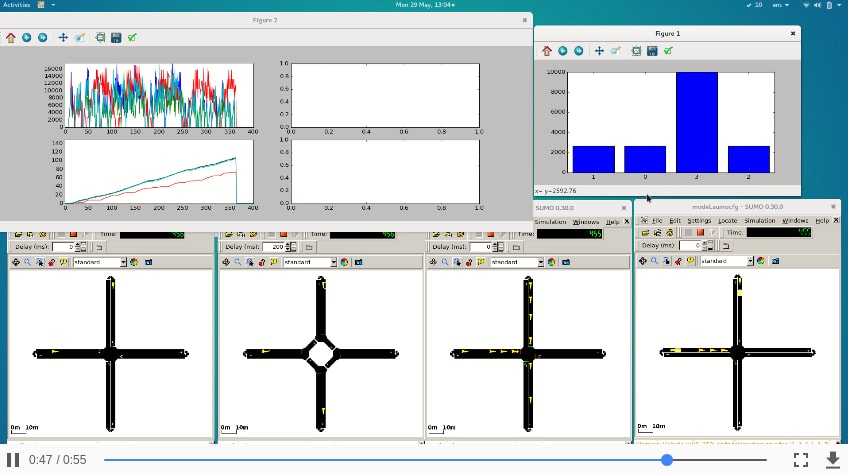 Activities
Mon 29 May, 13:04
10
en
Figure 2
Figure 1
16000
14000
12000
10000
8000
6000
4000
2000
0
0 50 100 150 200 250 300 350 400
1.0
0.8
0.6
0.4
0.2
0.0
0.0 0.2 0.4 0.6 0.8 1.0
140
120
100
80
60
40
20
0
0 50 100 150 200 250 300 350 400
1.0
0.8
0.6
0.4
0.2
0.0
0.0 0.2 0.4 0.6 0.8 1.0
10000
8000
6000
4000
2000
0
1 0 3 2
x= y=2592.76
SUMO 0.30.0
model.sumocfg - SUMO 0.30.0
Simulation Windows Help
File Edit Settings Locate Simulation Windows Help
Time:
Time:
455
Time:
Delay (ms): 0
Delay (ms): 200
Delay (ms): 0
Delay (ms): 0
standard
standard
standard
standard
0m 10m
0m 10m
0m 10m
0m 10m
0:47 / 0:55